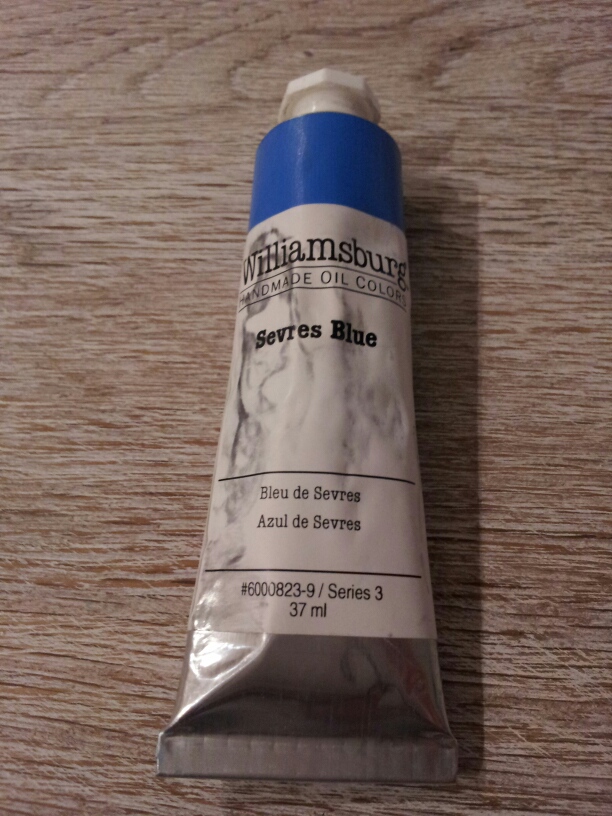 Williamsburg
HANDMADE OIL COLORS
Sevres Blue
Bleu de Sevres
Azul de Sevres
#6000823-9 / Series 3
37 ml